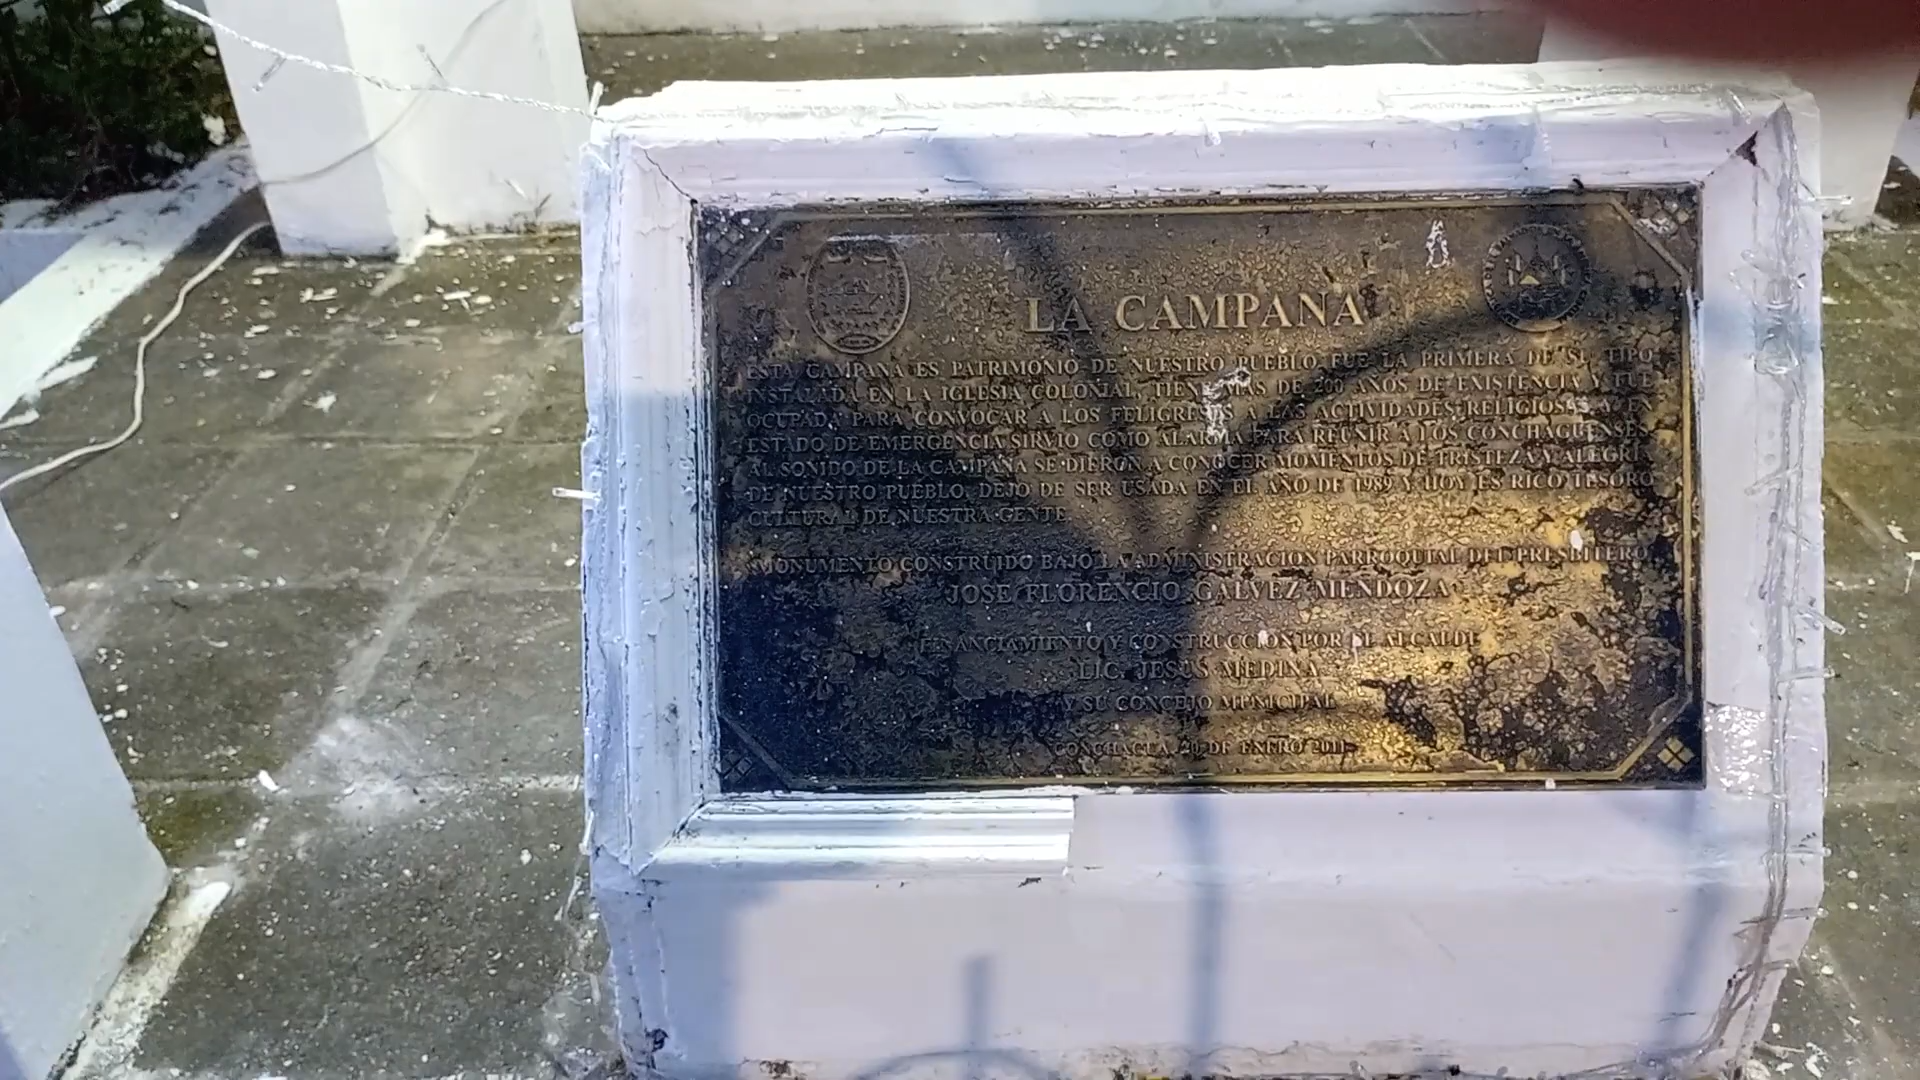 LA CAMPANA
ESTA CAMPANA ES PATRIMONIO DE NUESTRO PUEBLO FUE LA PRIMERA DE SU TIPO
INSTALADA EN LA IGLESIA COLONIAL, TIENE MAS DE 200 AÑOS DE EXISTENCIA Y FUE
OCUPADA PARA CONVOCAR A LOS FELIGRESES A LAS ACTIVIDADES RELIGIOSAS Y EN
ESTADO DE EMERGENCIA SIRVIO COMO ALARMA PARA REUNIR A LOS CONCHAGÜENSES
AL SONIDO DE LA CAMPANA SE DIERON A CONOCER MOMENTOS DE TRISTEZA Y ALEGRIA
DE NUESTRO PUEBLO, DEJO DE SER USADA EN EL AÑO DE 1989 Y HOY ES RICO TESORO
CULTURAL DE NUESTRA GENTE
MONUMENTO CONSTRUIDO BAJO LA ADMINISTRACION PARROQUIAL DEL PRESBITERO
JOSE FLORENCIO GALVEZ MENDOZA
FINANCIAMIENTO Y CONSTRUCCION POR EL ALCALDE
LIC. JESUS MEDINA
Y SU CONCEJO MUNICIPAL
CONCHAGUA, 20 DE ENERO 2011